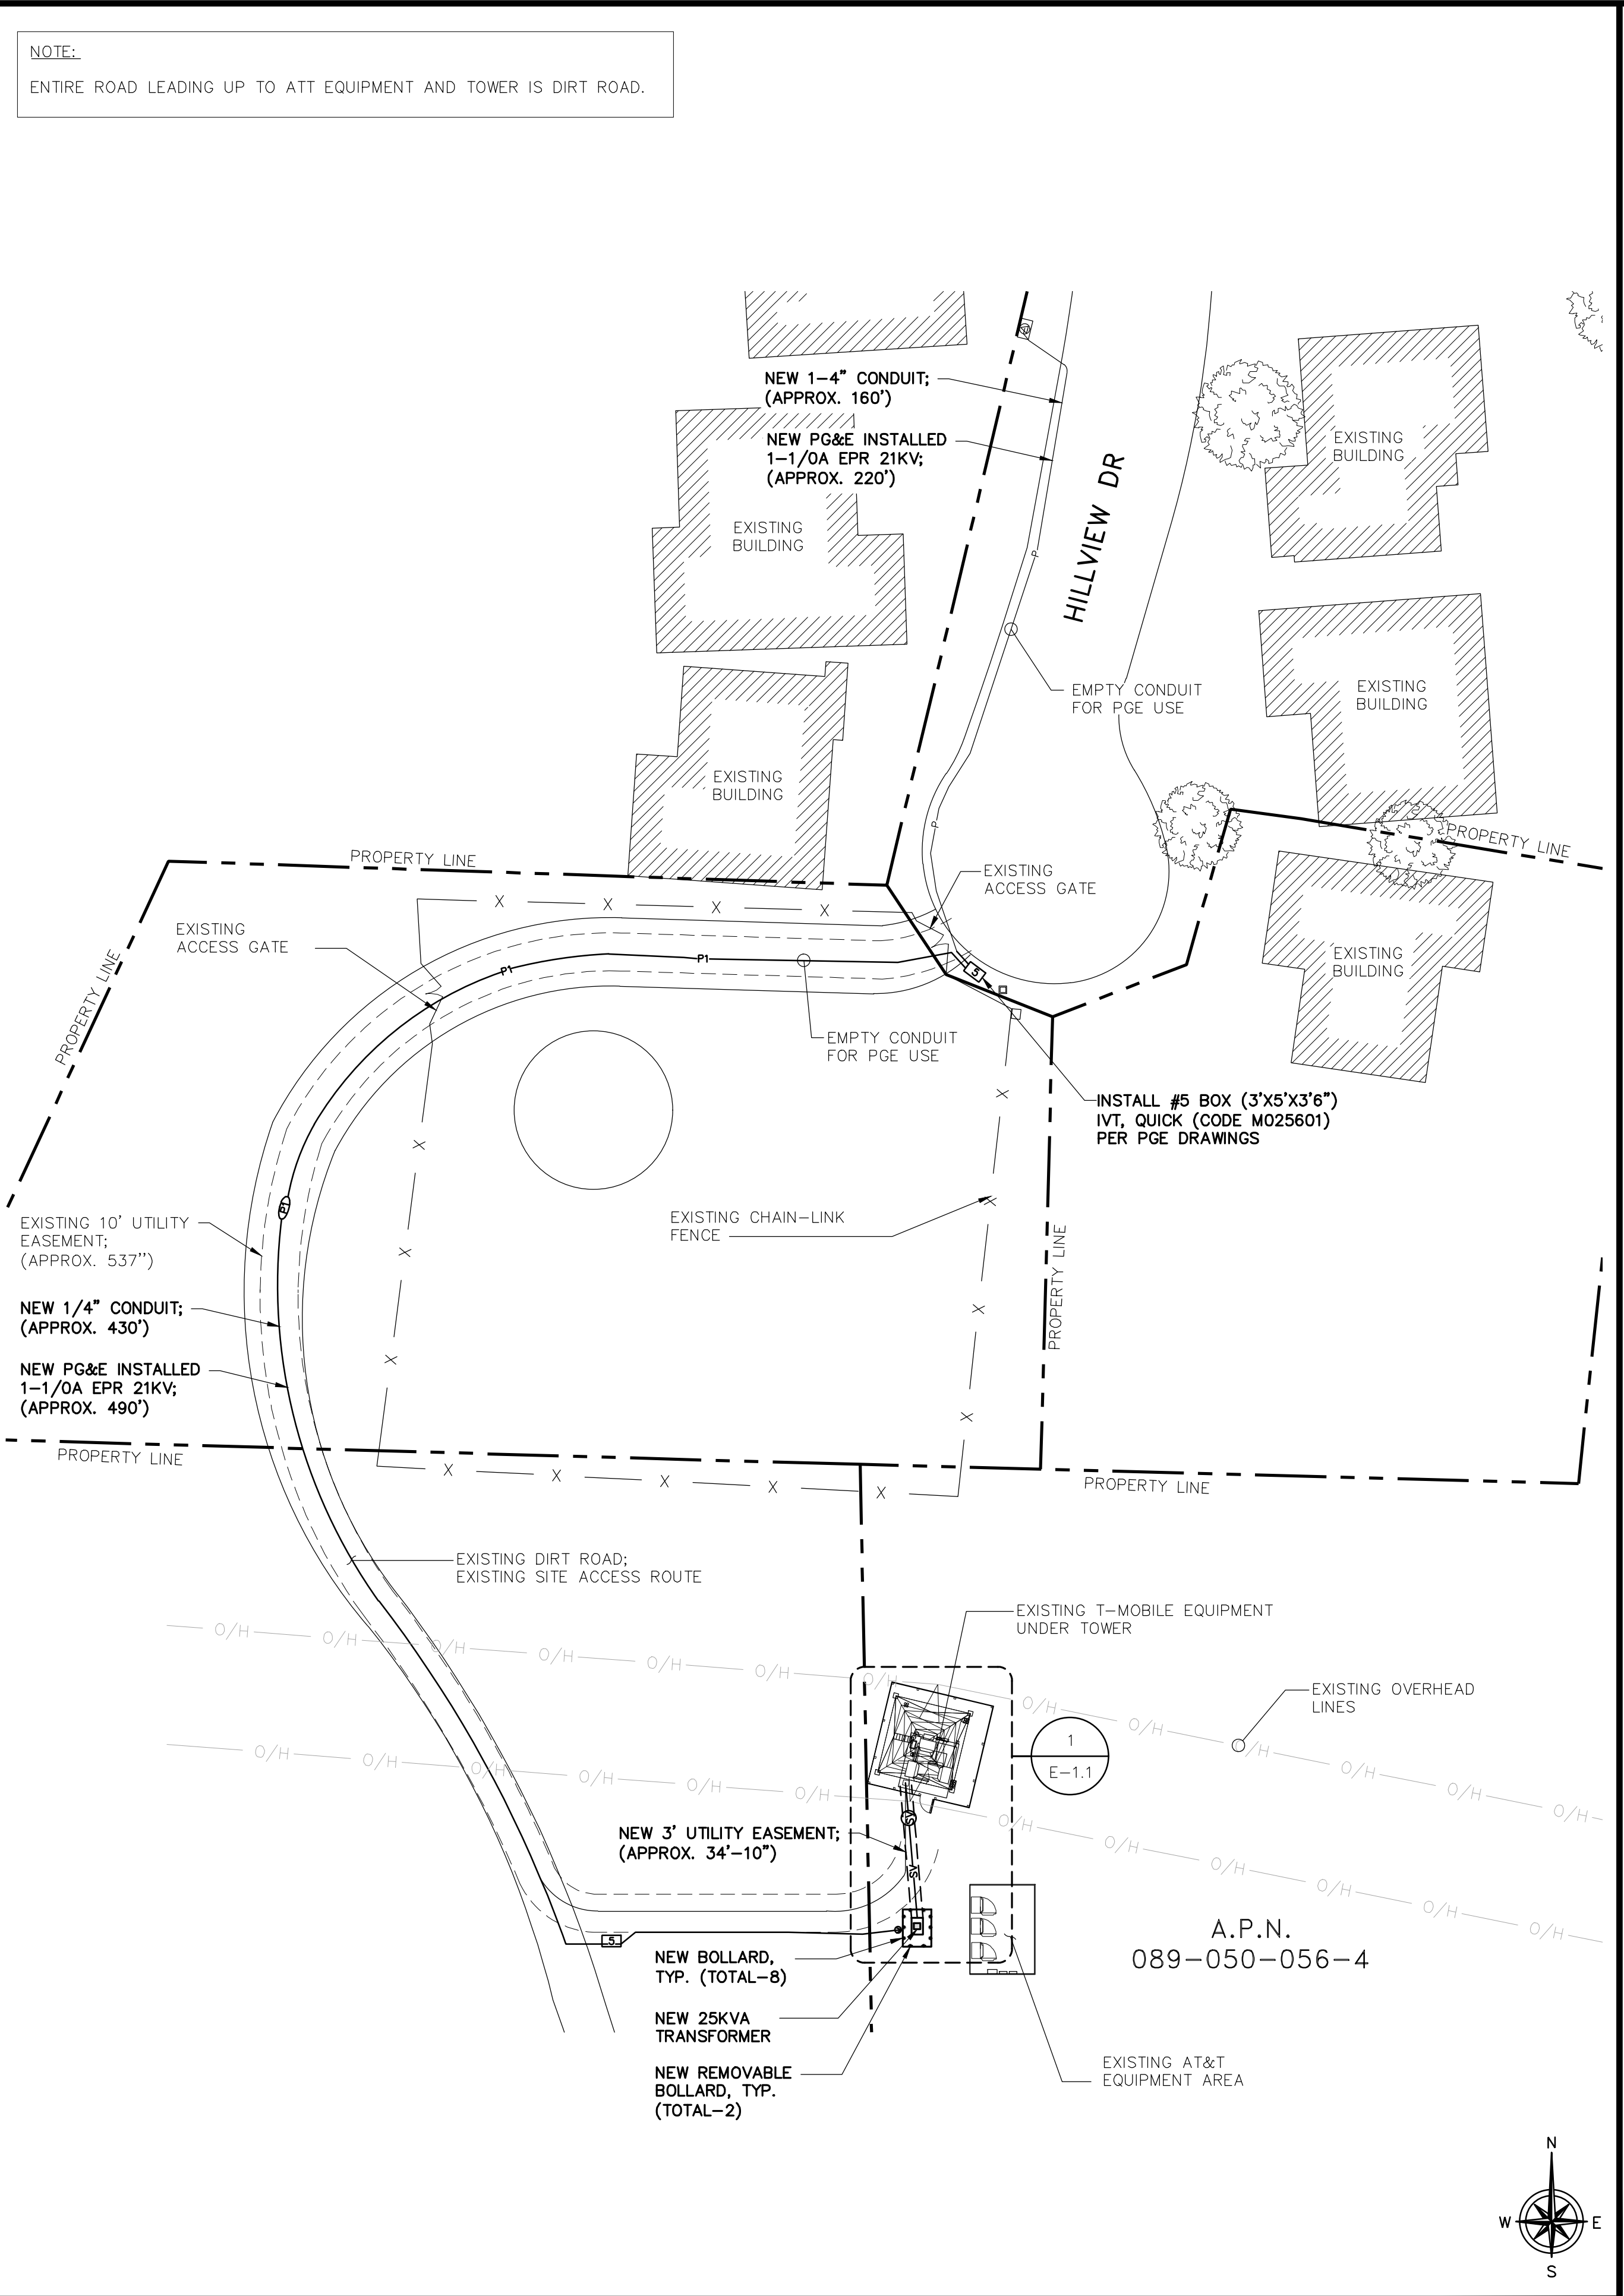 NOTE:
ENTIRE ROAD LEADING UP TO ATT EQUIPMENT AND TOWER IS DIRT ROAD.
NEW 1-4" CONDUIT;
(APPROX. 160')
NEW PG&E INSTALLED
1-1/0A EPR 21KV;
(APPROX. 220')
HILLVIEW DR
P
P
EXISTING
BUILDING
EXISTING
BUILDING
EXISTING
BUILDING
EXISTING
BUILDING
EXISTING
BUILDING
EMPTY CONDUIT
FOR PGE USE
PROPERTY LINE
PROPERTY LINE
PROPERTY LINE
EXISTING
ACCESS GATE
EXISTING
ACCESS GATE
X X X X
P1 P1
5
EMPTY CONDUIT
FOR PGE USE
INSTALL #5 BOX (3'X5'X3'6")
IVT, QUICK (CODE M025601)
PER PGE DRAWINGS
X
X
X
X
X
X
X
P1
EXISTING CHAIN-LINK
FENCE
PROPERTY LINE
EXISTING 10' UTILITY
EASEMENT;
(APPROX. 537")
NEW 1/4" CONDUIT;
(APPROX. 430')
NEW PG&E INSTALLED
1-1/0A EPR 21KV;
(APPROX. 490')
PROPERTY LINE
X X X X X
PROPERTY LINE
EXISTING DIRT ROAD;
EXISTING SITE ACCESS ROUTE
EXISTING T-MOBILE EQUIPMENT
UNDER TOWER
O/H O/H O/H O/H O/H O/H O/H O/H O/H O/H O/H O/H O/H
EXISTING OVERHEAD
LINES
1
E-1.1
O/H O/H O/H O/H O/H O/H O/H O/H O/H O/H O/H O/H
NEW 3' UTILITY EASEMENT;
(APPROX. 34'-10")
SV
SV
5
NEW BOLLARD,
TYP. (TOTAL-8)
NEW 25KVA
TRANSFORMER
NEW REMOVABLE
BOLLARD, TYP.
(TOTAL-2)
A.P.N.
089-050-056-4
EXISTING AT&T
EQUIPMENT AREA
N
W E
S